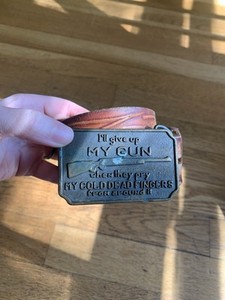 I'll give up
MY GUN
when they pry
MY COLD DEAD FINGERS
from around it